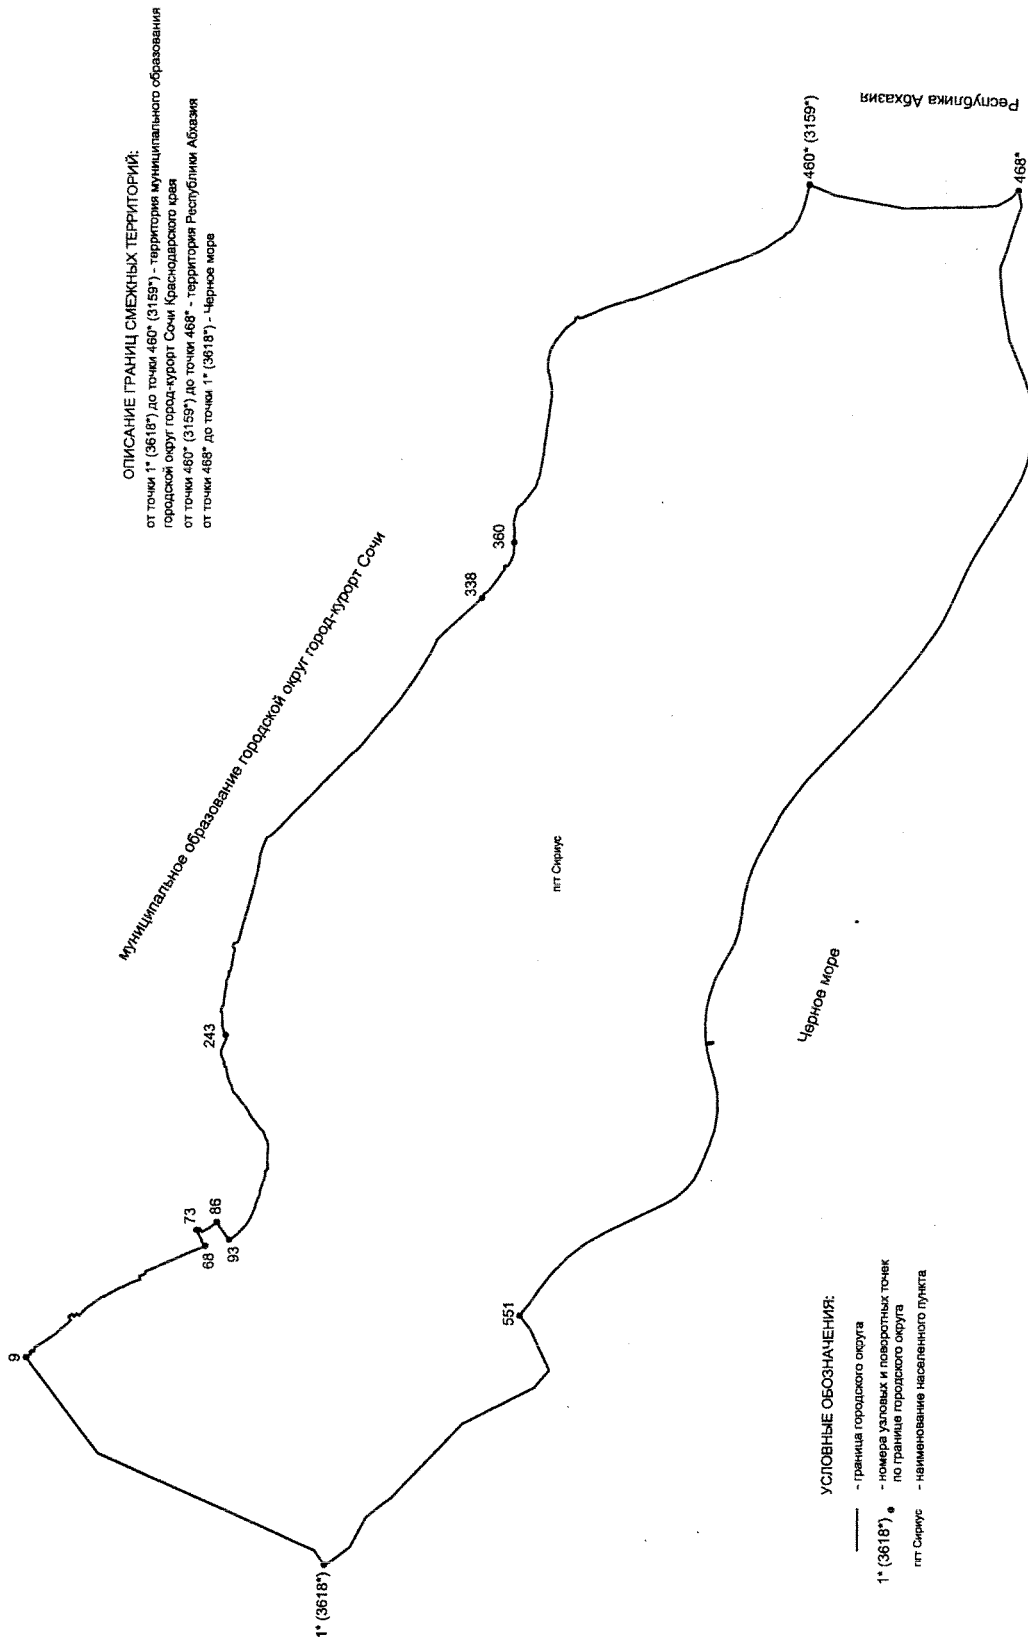 ОПИСАНИЕ ГРАНИЦ СМЕЖНЫХ ТЕРРИТОРИЙ:
от точки 1* (3618*) до точки 460* (3159*) - территория муниципального образования
городской округ город-курорт Сочи Краснодарского края
от точки 460* (3159*) до точки 468* - территория Республики Абхазия
от точки 468* до точки 1* (3618*) - Черное море
муниципальное образование городской округ город-курорт Сочи
Республика Абхазия
9
68
73
86
93
243
338
360
460* (3159*)
468*
551
1* (3618*)
пгт Сириус
Черное море
УСЛОВНЫЕ ОБОЗНАЧЕНИЯ:
- граница городского округа
1* (3618*) - номера узловых и поворотных точек
по границе городского округа
пгт Сириус - наименование населенного пункта